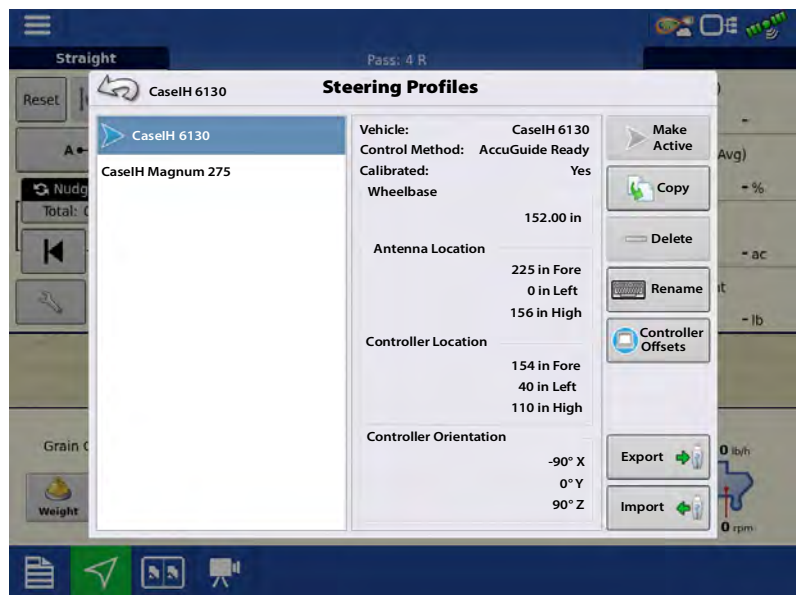 Straight
Pass: 4 R
CaseIH 6130
Steering Profiles
CaseIH 6130
CaseIH Magnum 275
Vehicle: CaseIH 6130
Control Method: AccuGuide Ready
Calibrated: Yes
Wheelbase
152.00 in
Antenna Location
225 in Fore
0 in Left
156 in High
Controller Location
154 in Fore
40 in Left
110 in High
Controller Orientation
-90° X
0° Y
90° Z
Make
Active
Copy
Delete
Rename
Controller
Offsets
Export
Import
Reset
A
Nudg
Total:
Grain
Weight
)
-
Avg)
- %
- ac
- lb
0 lb/h
0 rpm